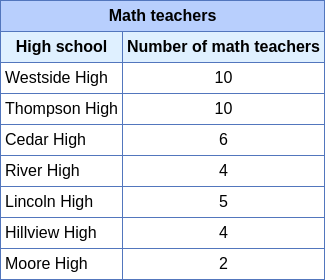 Math teachers
High school Number of math teachers
Westside High 10
Thompson High 10
Cedar High 6
River High 4
Lincoln High 5
Hillview High 4
Moore High 2